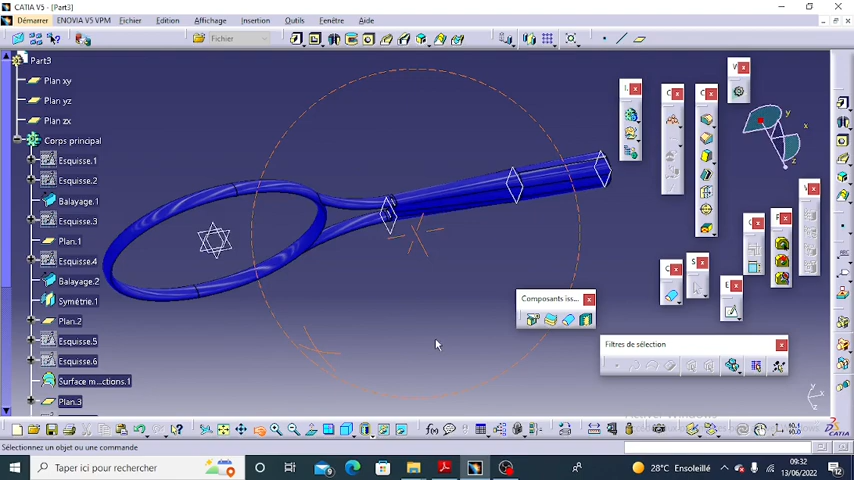 CATIA V5 - [Part3]
Démarrer ENOVIA V5 VPM Fichier Edition Affichage Insertion Outils Fenêtre Aide
Fichier
Part3
Plan xy
Plan yz
Plan zx
Corps principal
Esquisse.1
Esquisse.2
Balayage.1
Esquisse.3
Plan.1
Esquisse.4
Balayage.2
Symétrie.1
Plan.2
Esquisse.5
Esquisse.6
Surface m...ctions.1
Plan.3
y
x
z
Composants iss...
Filtres de sélection
Sélectionnez un objet ou une commande
CATIA
Taper ici pour rechercher
28°C Ensoleillé
09:32
13/06/2022